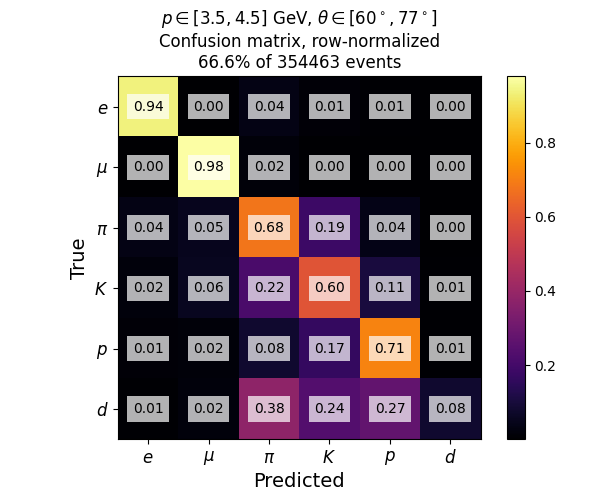 p ∈ [3.5, 4.5] GeV, θ ∈ [60°, 77°]
Confusion matrix, row-normalized
66.6% of 354463 events
e 0.94 0.00 0.04 0.01 0.01 0.00
μ 0.00 0.98 0.02 0.00 0.00 0.00
π 0.04 0.05 0.68 0.19 0.04 0.00
K 0.02 0.06 0.22 0.60 0.11 0.01
p 0.01 0.02 0.08 0.17 0.71 0.01
d 0.01 0.02 0.38 0.24 0.27 0.08
e μ π K p d
Predicted
True
0.8
0.6
0.4
0.2